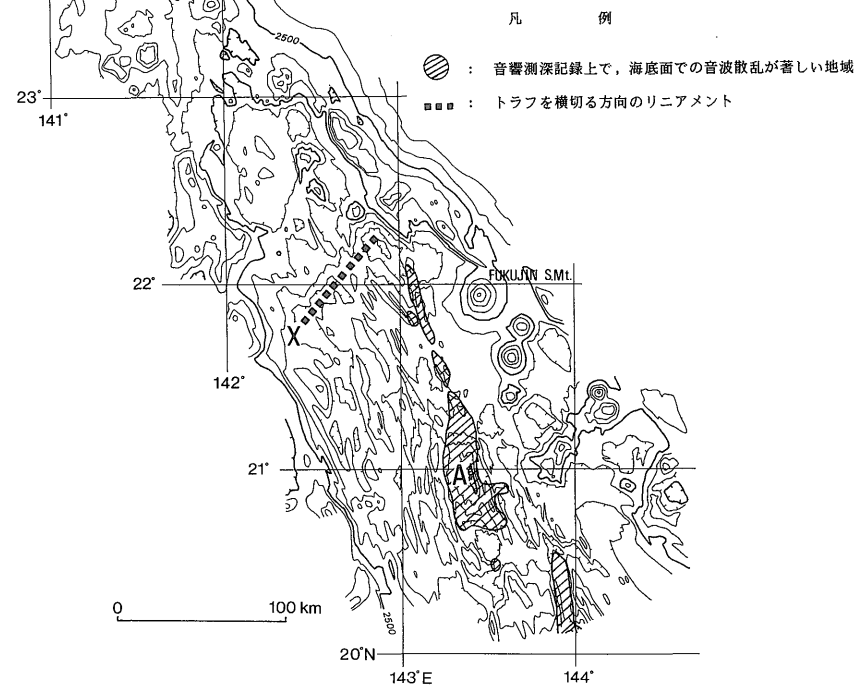 凡 例
2500
: 音響測深記録上で，海底面での音波散乱が著しい地域
23°
141°
: トラフを横切る方向のリニアメント
22°
FUKUJIN S.Mt.
X
142°
21°
A
0 100 km
2500
20°N
143°E
144°